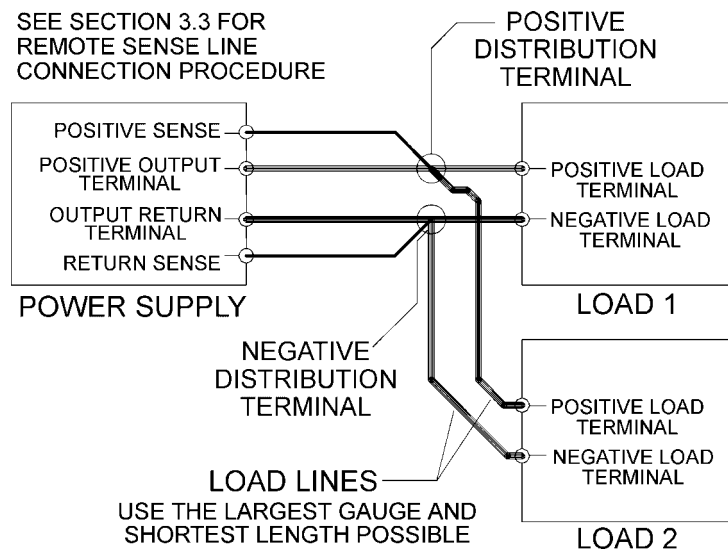 SEE SECTION 3.3 FOR
REMOTE SENSE LINE
CONNECTION PROCEDURE
POSITIVE
DISTRIBUTION
TERMINAL
POSITIVE SENSE
POSITIVE OUTPUT
TERMINAL
OUTPUT RETURN
TERMINAL
RETURN SENSE
POWER SUPPLY
POSITIVE LOAD
TERMINAL
NEGATIVE LOAD
TERMINAL
LOAD 1
NEGATIVE
DISTRIBUTION
TERMINAL
POSITIVE LOAD
TERMINAL
NEGATIVE LOAD
TERMINAL
LOAD 2
LOAD LINES
USE THE LARGEST GAUGE AND
SHORTEST LENGTH POSSIBLE